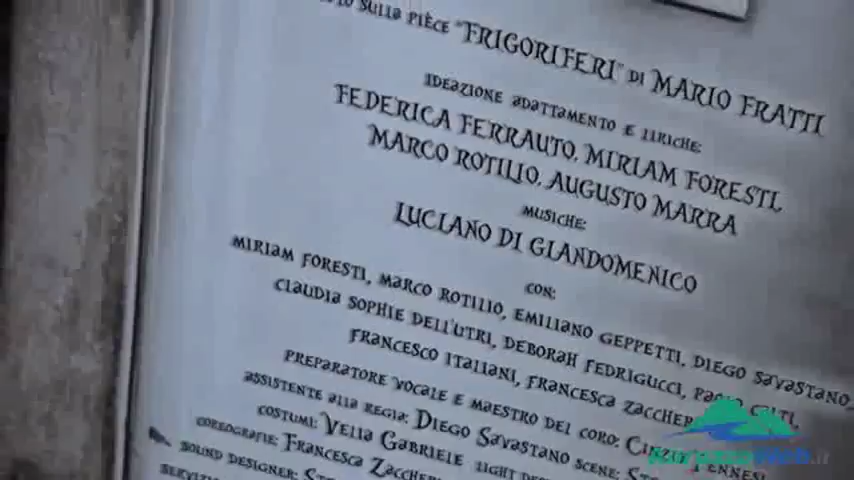 SULLA PIÈCE "FRIGORIFERI" DI MARIO FRATTI
IDEAZIONE ADATTAMENTO E LIRICHE:
FEDERICA FERRAUTO, MIRIAM FORESTI,
MARCO ROTILIO, AUGUSTO MARRA
MUSICHE:
LUCIANO DI GIANDOMENICO
CON:
MIRIAM FORESTI, MARCO ROTILIO, EMILIANO GEPPETTI, DIEGO SAVASTANO,
CLAUDIA SOPHIE DELL'UTRI, DEBORAH FEDRIGUCCI,
FRANCESCO ITALIANI, FRANCESCA
PREPARATORE VOCALE E MAESTRO DEL CORO:
ASSISTENTE ALLA REGIA: DIEGO SAVASTANO SCENE:
COSTUMI: VELIA GABRIELE LIGHT
COREOGRAFIE: FRANCESCA
SOUND DESIGNER: